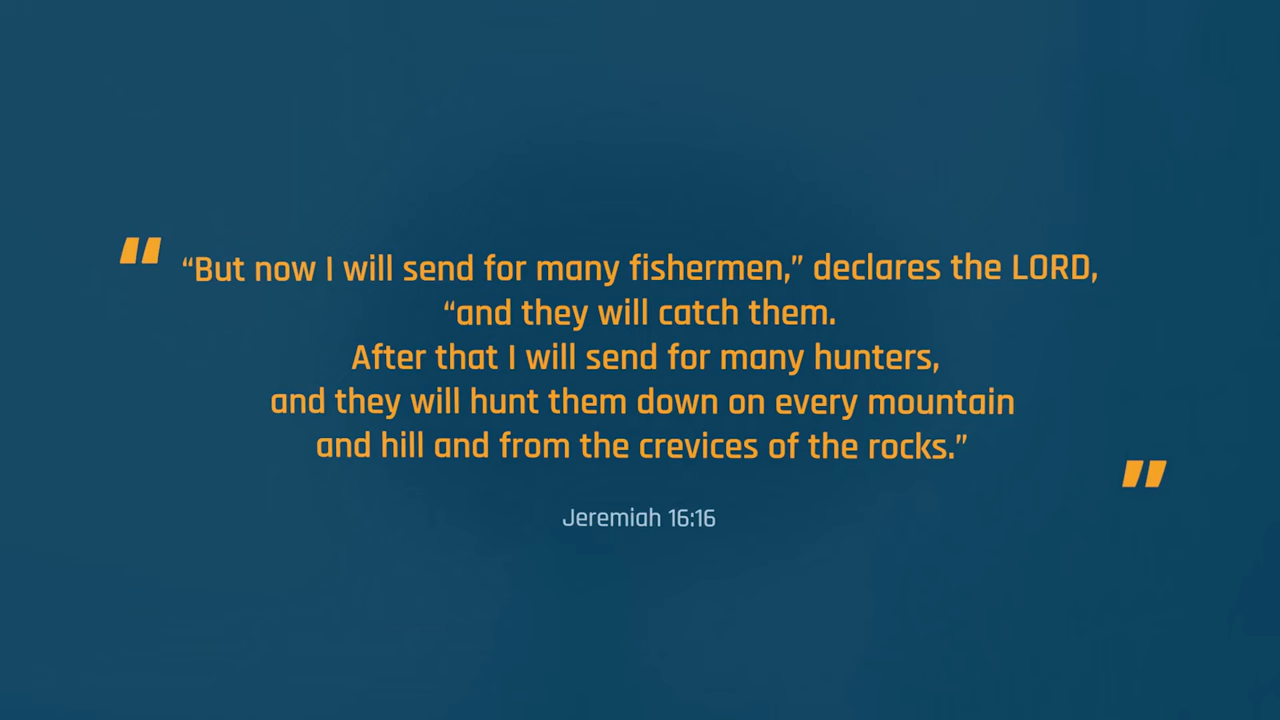 “But now I will send for many fishermen,” declares the LORD,
“and they will catch them.
After that I will send for many hunters,
and they will hunt them down on every mountain
and hill and from the crevices of the rocks.”
Jeremiah 16:16